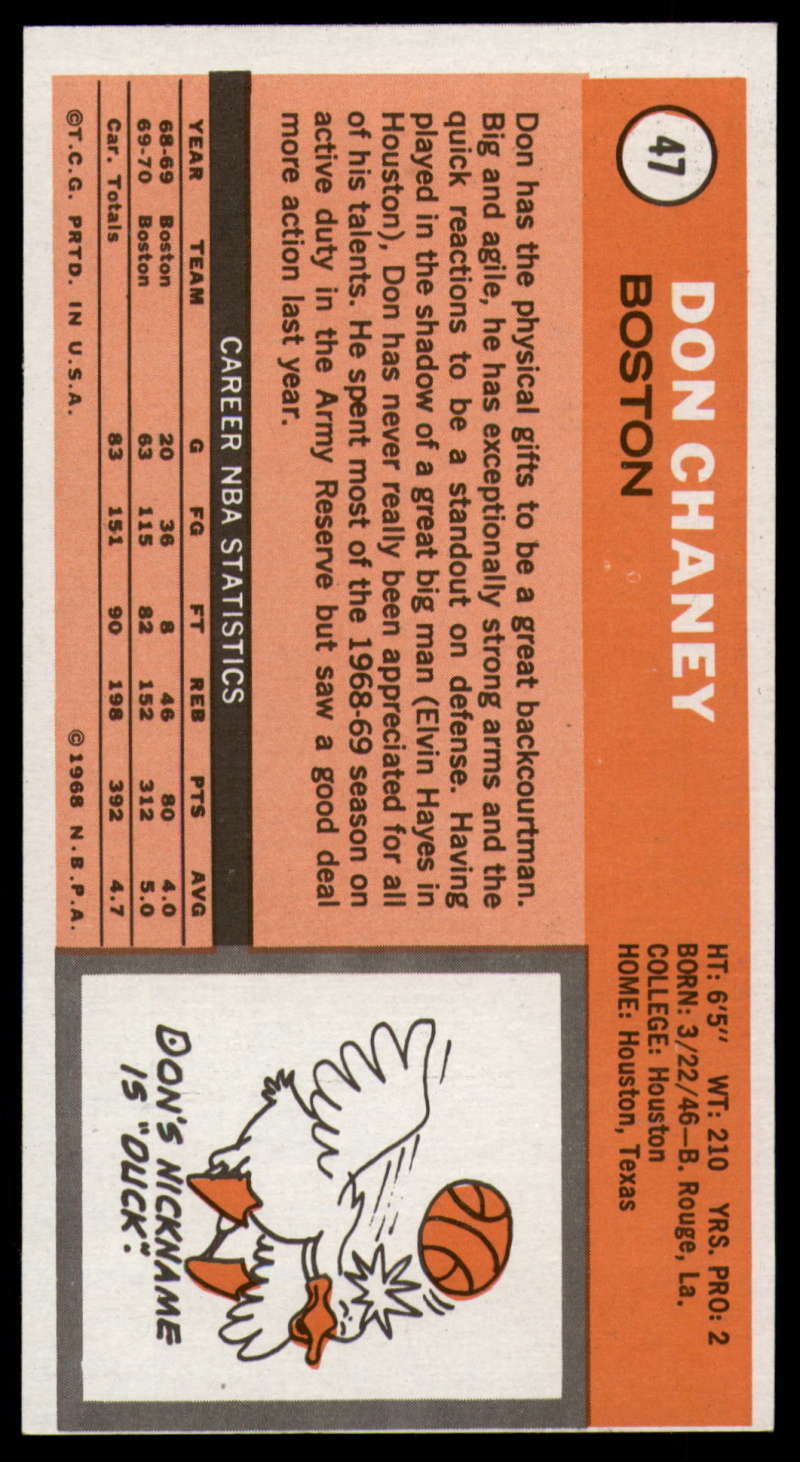 47
DON CHANEY
BOSTON
HT: 6'5'' WT: 210 YRS. PRO: 2
BORN: 3/22/46—B. Rouge, La.
COLLEGE: Houston
HOME: Houston, Texas
Don has the physical gifts to be a great backcourtman.
Big and agile, he has exceptionally strong arms and the
quick reactions to be a standout on defense. Having
played in the shadow of a great big man (Elvin Hayes in
Houston), Don has never really been appreciated for all
of his talents. He spent most of the 1968-69 season on
active duty in the Army Reserve but saw a good deal
more action last year.
CAREER NBA STATISTICS
YEAR TEAM G FG FT REB PTS AVG
68-69 Boston 20 36 8 46 80 4.0
69-70 Boston 63 115 82 152 312 5.0
Car. Totals 83 151 90 198 392 4.7
©T.C.G. PRTD. IN U.S.A. ©1968 N.B.P.A.
DON'S NICKNAME
IS "DUCK".